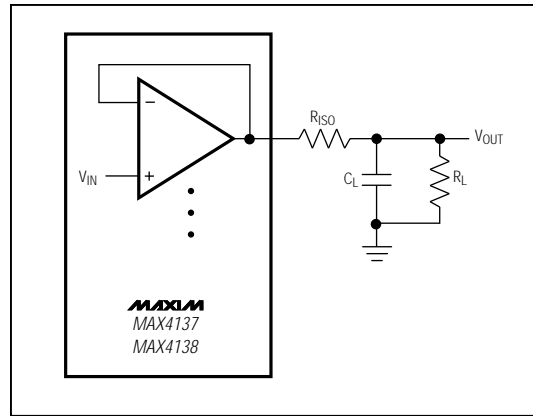 RISO
VOUT
−
VIN
+
CL
RL
MAXIM
MAX4137
MAX4138